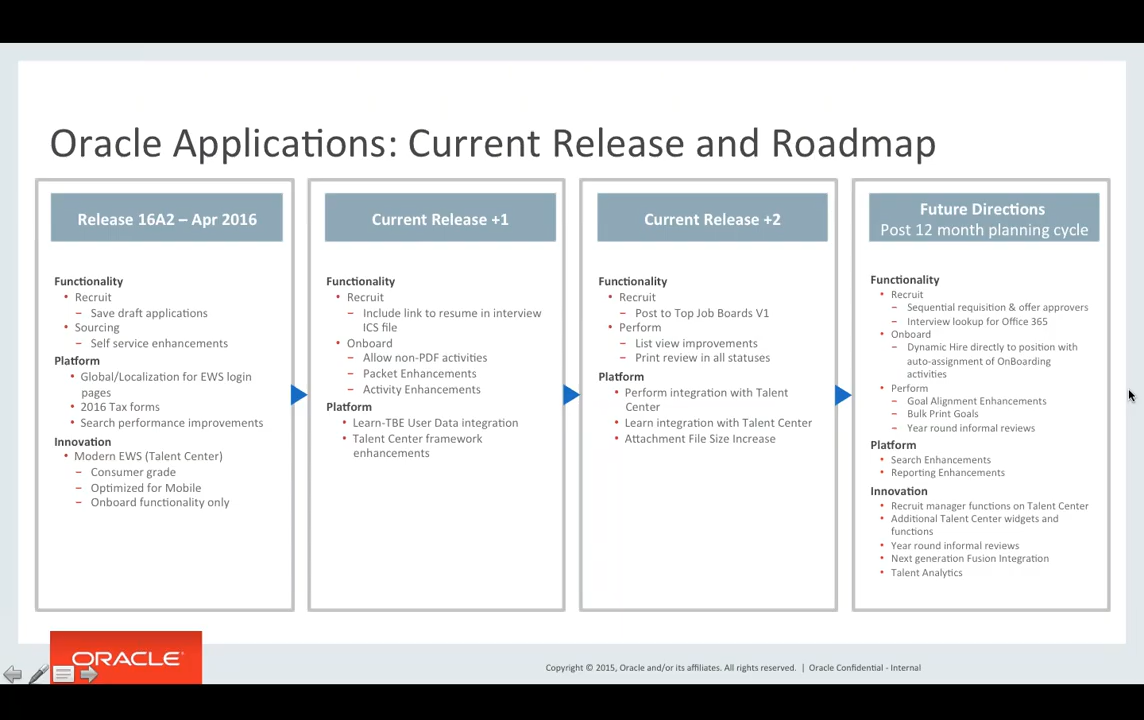 Oracle Applications: Current Release and Roadmap
Release 16A2 – Apr 2016
Functionality
• Recruit
– Save draft applications
• Sourcing
– Self service enhancements
Platform
• Global/Localization for EWS login
pages
• 2016 Tax forms
• Search performance improvements
Innovation
• Modern EWS (Talent Center)
– Consumer grade
– Optimized for Mobile
– Onboard functionality only
Current Release +1
Functionality
• Recruit
– Include link to resume in interview
ICS file
• Onboard
– Allow non-PDF activities
– Packet Enhancements
– Activity Enhancements
Platform
• Learn-TBE User Data integration
• Talent Center framework
enhancements
Current Release +2
Functionality
• Recruit
– Post to Top Job Boards V1
• Perform
– List view improvements
– Print review in all statuses
Platform
• Perform integration with Talent
Center
• Learn integration with Talent Center
• Attachment File Size Increase
Future Directions
Post 12 month planning cycle
Functionality
• Recruit
– Sequential requisition & offer approvers
– Interview lookup for Office 365
• Onboard
– Dynamic Hire directly to position with
auto-assignment of OnBoarding
activities
• Perform
– Goal Alignment Enhancements
– Bulk Print Goals
– Year round informal reviews
Platform
• Search Enhancements
• Reporting Enhancements
Innovation
• Recruit manager functions on Talent Center
• Additional Talent Center widgets and
functions
• Year round informal reviews
• Next generation Fusion Integration
• Talent Analytics
ORACLE®
Copyright © 2015, Oracle and/or its affiliates. All rights reserved. | Oracle Confidential - Internal